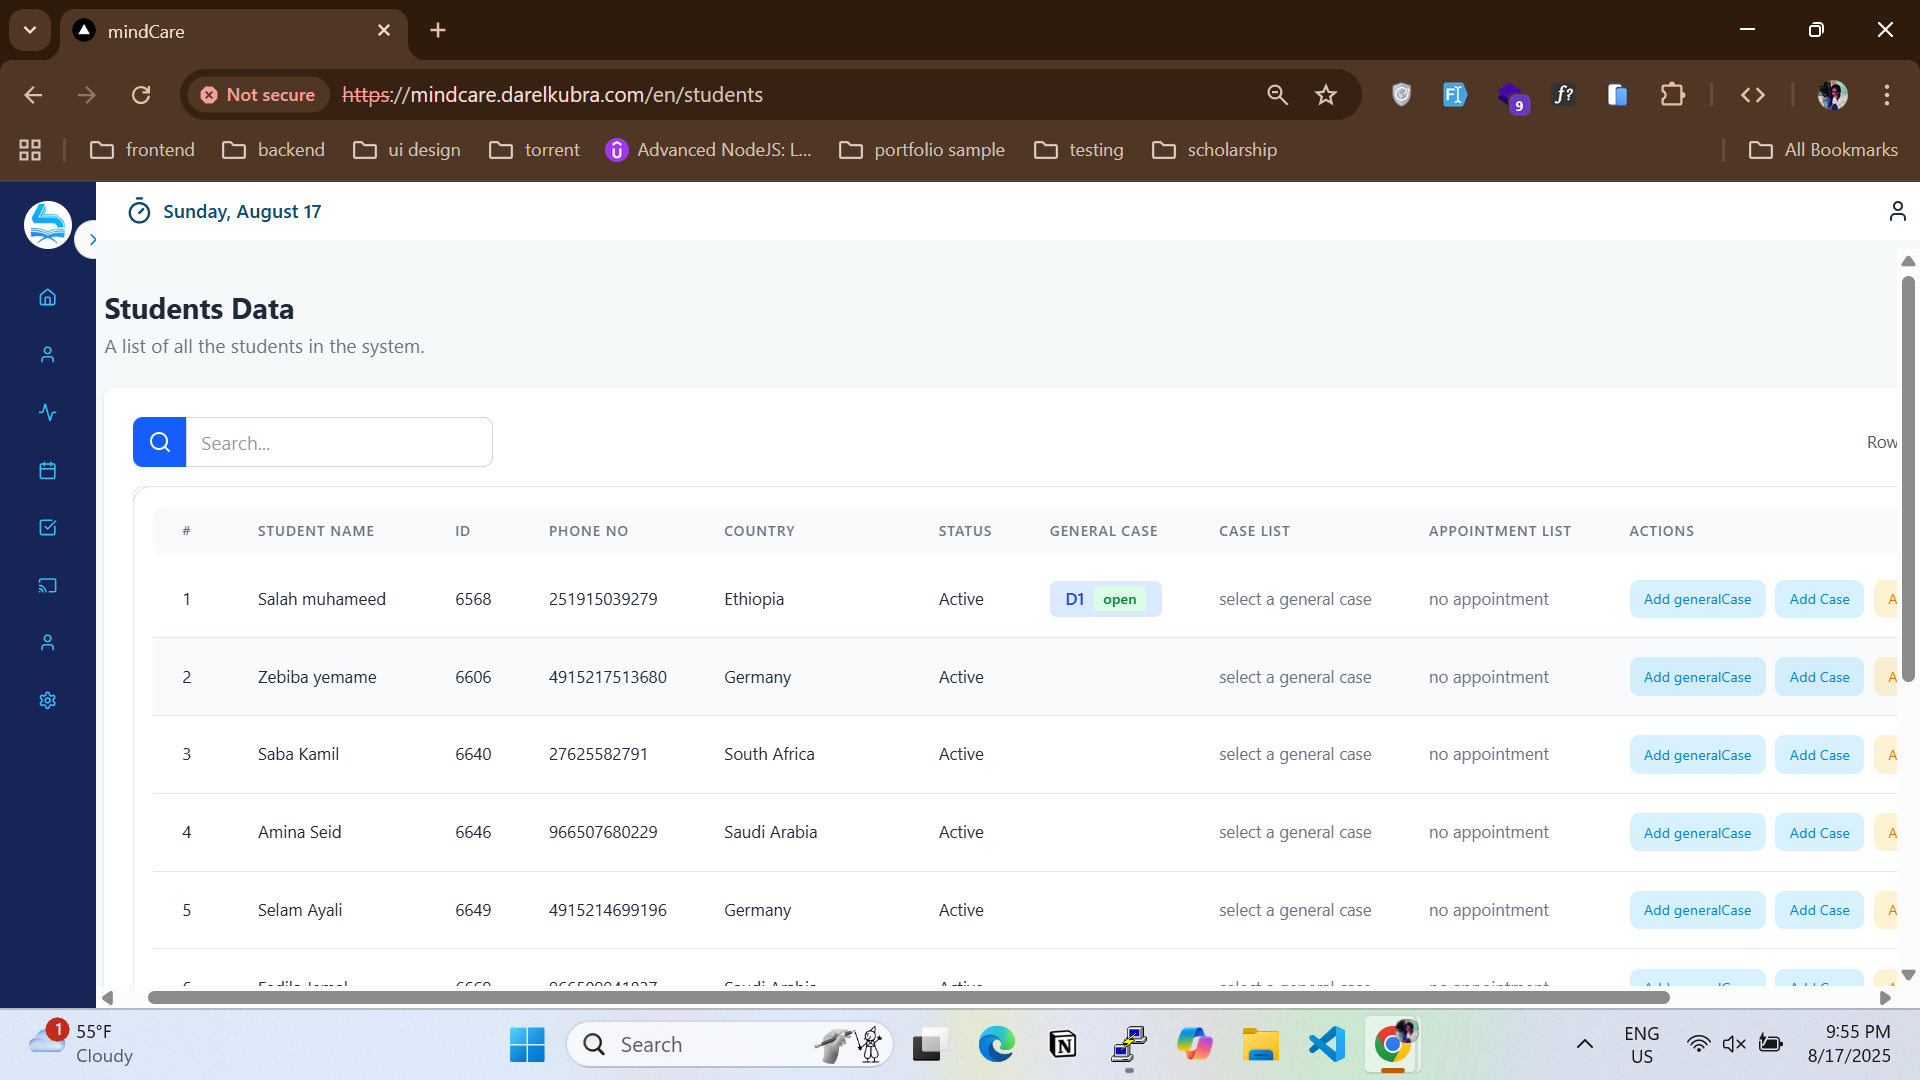 mindCare
Not secure https://mindcare.darelkubra.com/en/students
9
frontend backend ui design torrent Advanced NodeJS: L... portfolio sample testing scholarship All Bookmarks
Sunday, August 17
Students Data
A list of all the students in the system.
Search... Row
# STUDENT NAME ID PHONE NO COUNTRY STATUS GENERAL CASE CASE LIST APPOINTMENT LIST ACTIONS
1 Salah muhameed 6568 251915039279 Ethiopia Active D1 open select a general case no appointment Add generalCase Add Case A
2 Zebiba yemame 6606 4915217513680 Germany Active select a general case no appointment Add generalCase Add Case A
3 Saba Kamil 6640 27625582791 South Africa Active select a general case no appointment Add generalCase Add Case A
4 Amina Seid 6646 966507680229 Saudi Arabia Active select a general case no appointment Add generalCase Add Case A
5 Selam Ayali 6649 4915214699196 Germany Active select a general case no appointment Add generalCase Add Case A
1 55°F Search ENG 9:55 PM
Cloudy US 8/17/2025